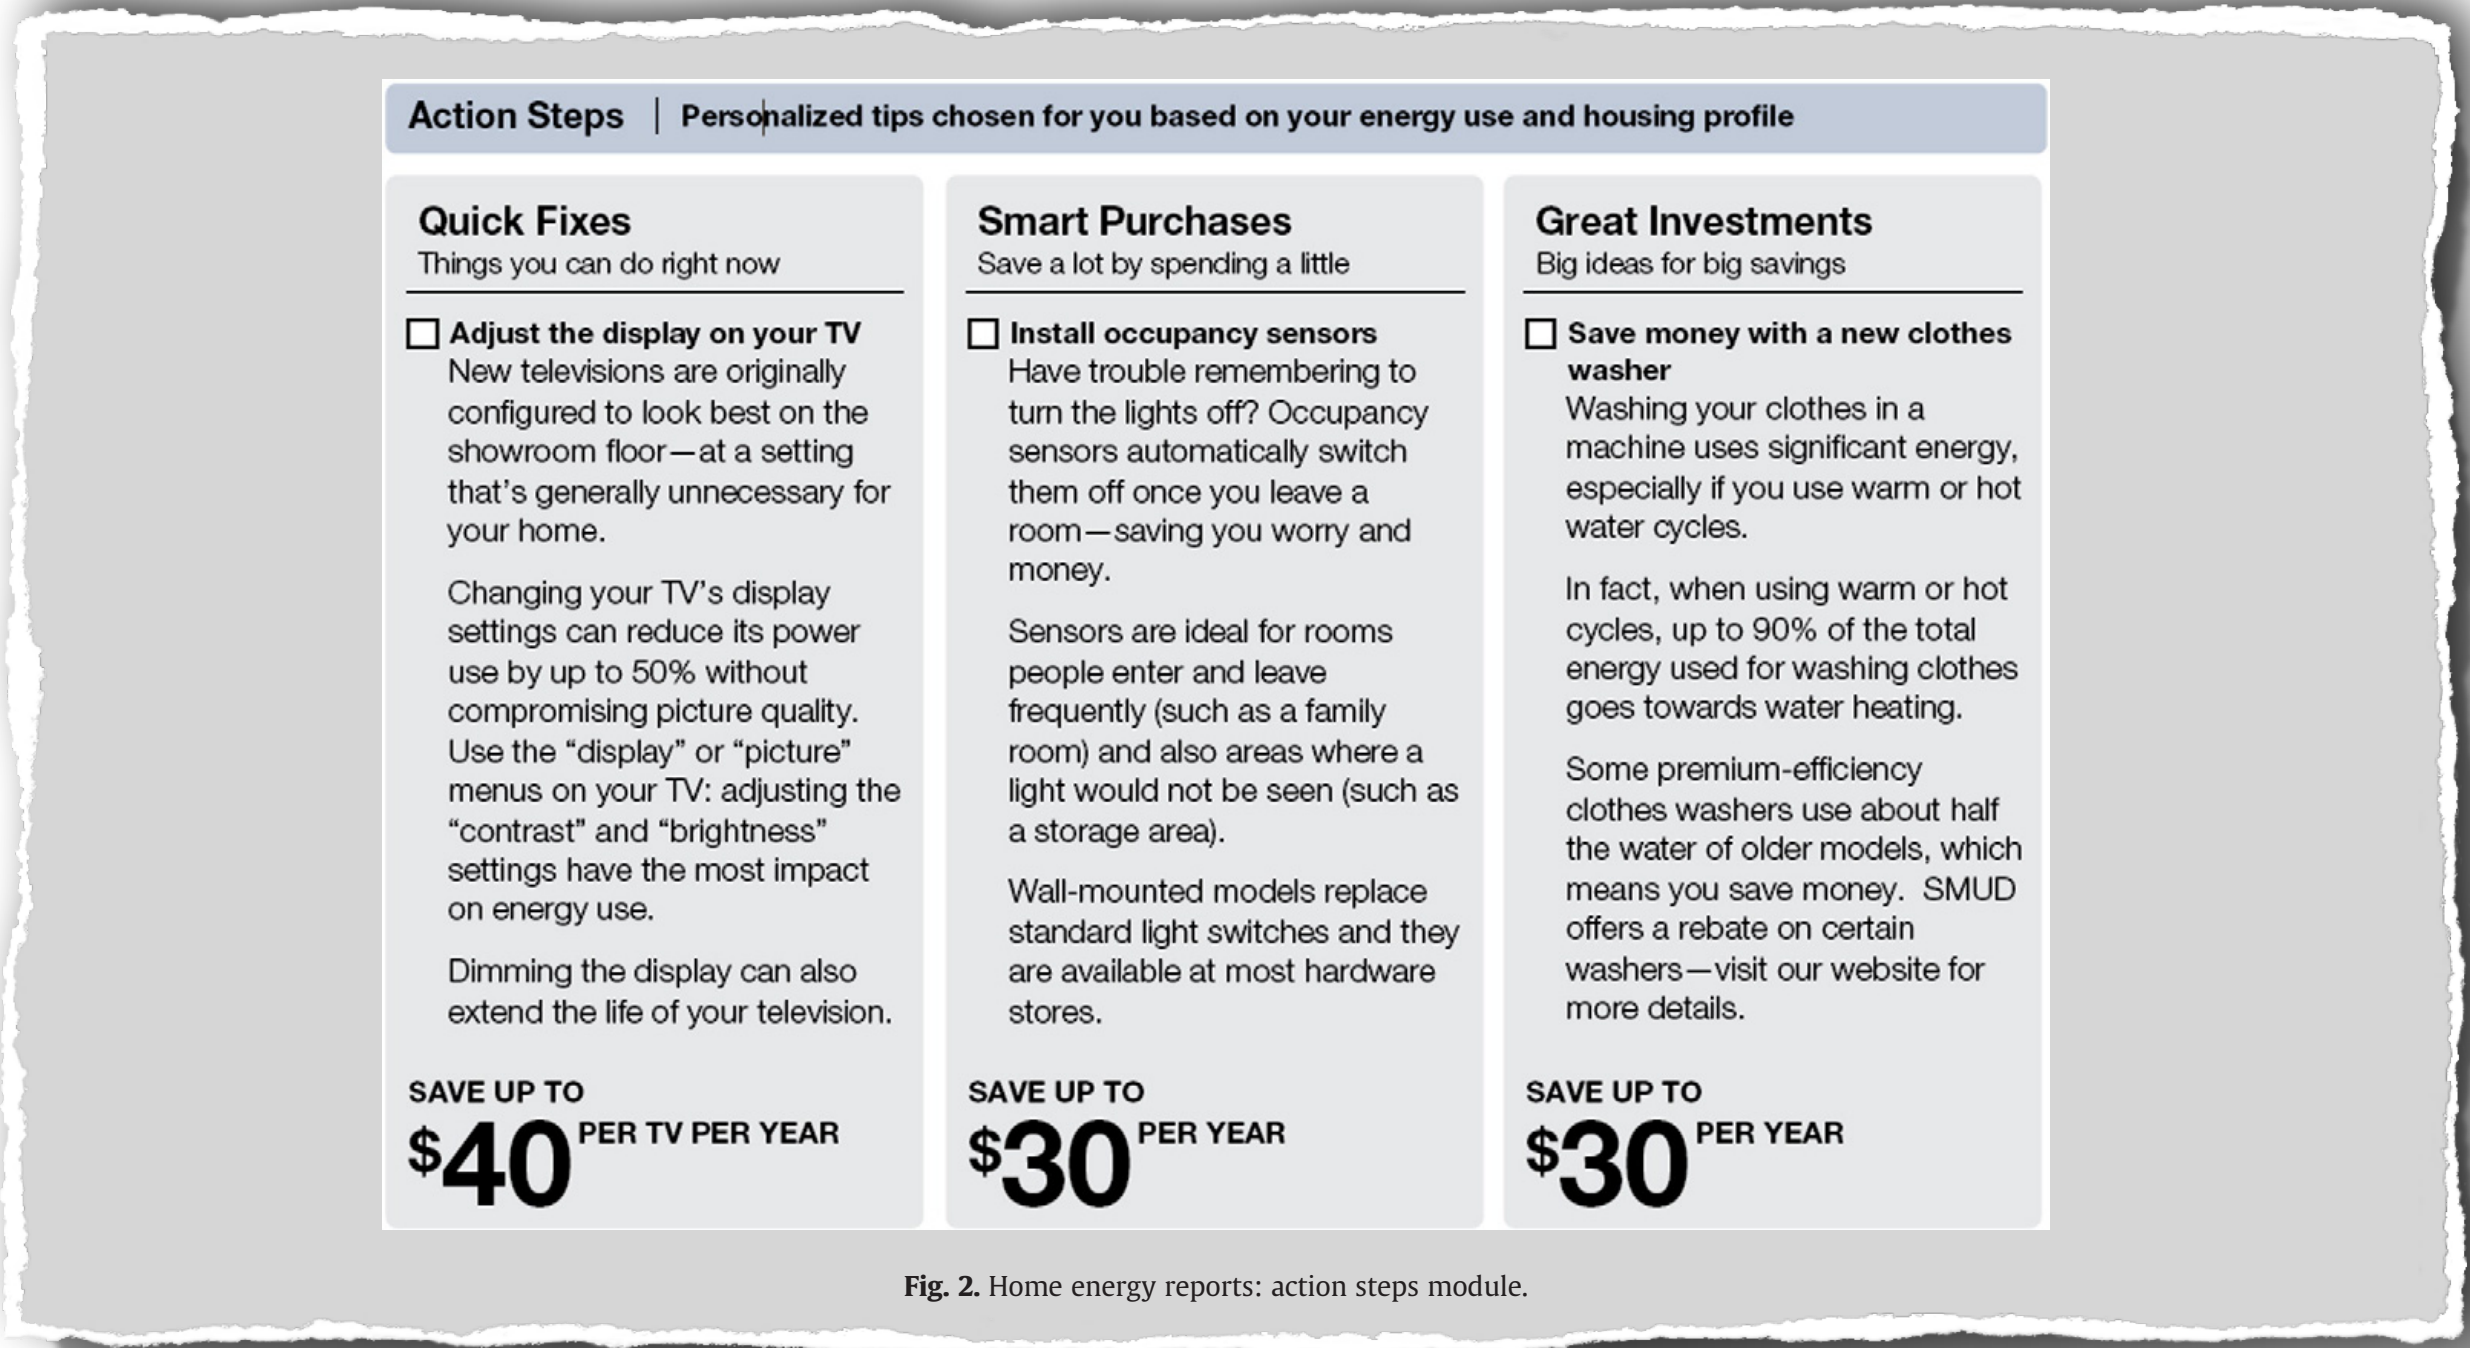 Action Steps | Personalized tips chosen for you based on your energy use and housing profile
Quick Fixes
Things you can do right now
Adjust the display on your TV
New televisions are originally
configured to look best on the
showroom floor—at a setting
that's generally unnecessary for
your home.
Changing your TV's display
settings can reduce its power
use by up to 50% without
compromising picture quality.
Use the “display” or “picture”
menus on your TV: adjusting the
“contrast” and “brightness”
settings have the most impact
on energy use.
Dimming the display can also
extend the life of your television.
SAVE UP TO
$40 PER TV PER YEAR
Smart Purchases
Save a lot by spending a little
Install occupancy sensors
Have trouble remembering to
turn the lights off? Occupancy
sensors automatically switch
them off once you leave a
room—saving you worry and
money.
Sensors are ideal for rooms
people enter and leave
frequently (such as a family
room) and also areas where a
light would not be seen (such as
a storage area).
Wall-mounted models replace
standard light switches and they
are available at most hardware
stores.
SAVE UP TO
$30 PER YEAR
Great Investments
Big ideas for big savings
Save money with a new clothes
washer
Washing your clothes in a
machine uses significant energy,
especially if you use warm or hot
water cycles.
In fact, when using warm or hot
cycles, up to 90% of the total
energy used for washing clothes
goes towards water heating.
Some premium-efficiency
clothes washers use about half
the water of older models, which
means you save money.  SMUD
offers a rebate on certain
washers—visit our website for
more details.
SAVE UP TO
$30 PER YEAR
Fig. 2. Home energy reports: action steps module.